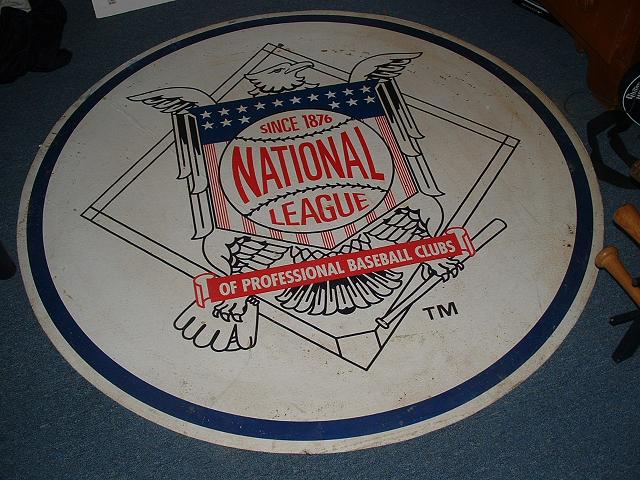 SINCE 1876
NATIONAL
LEAGUE
OF PROFESSIONAL BASEBALL CLUBS
TM